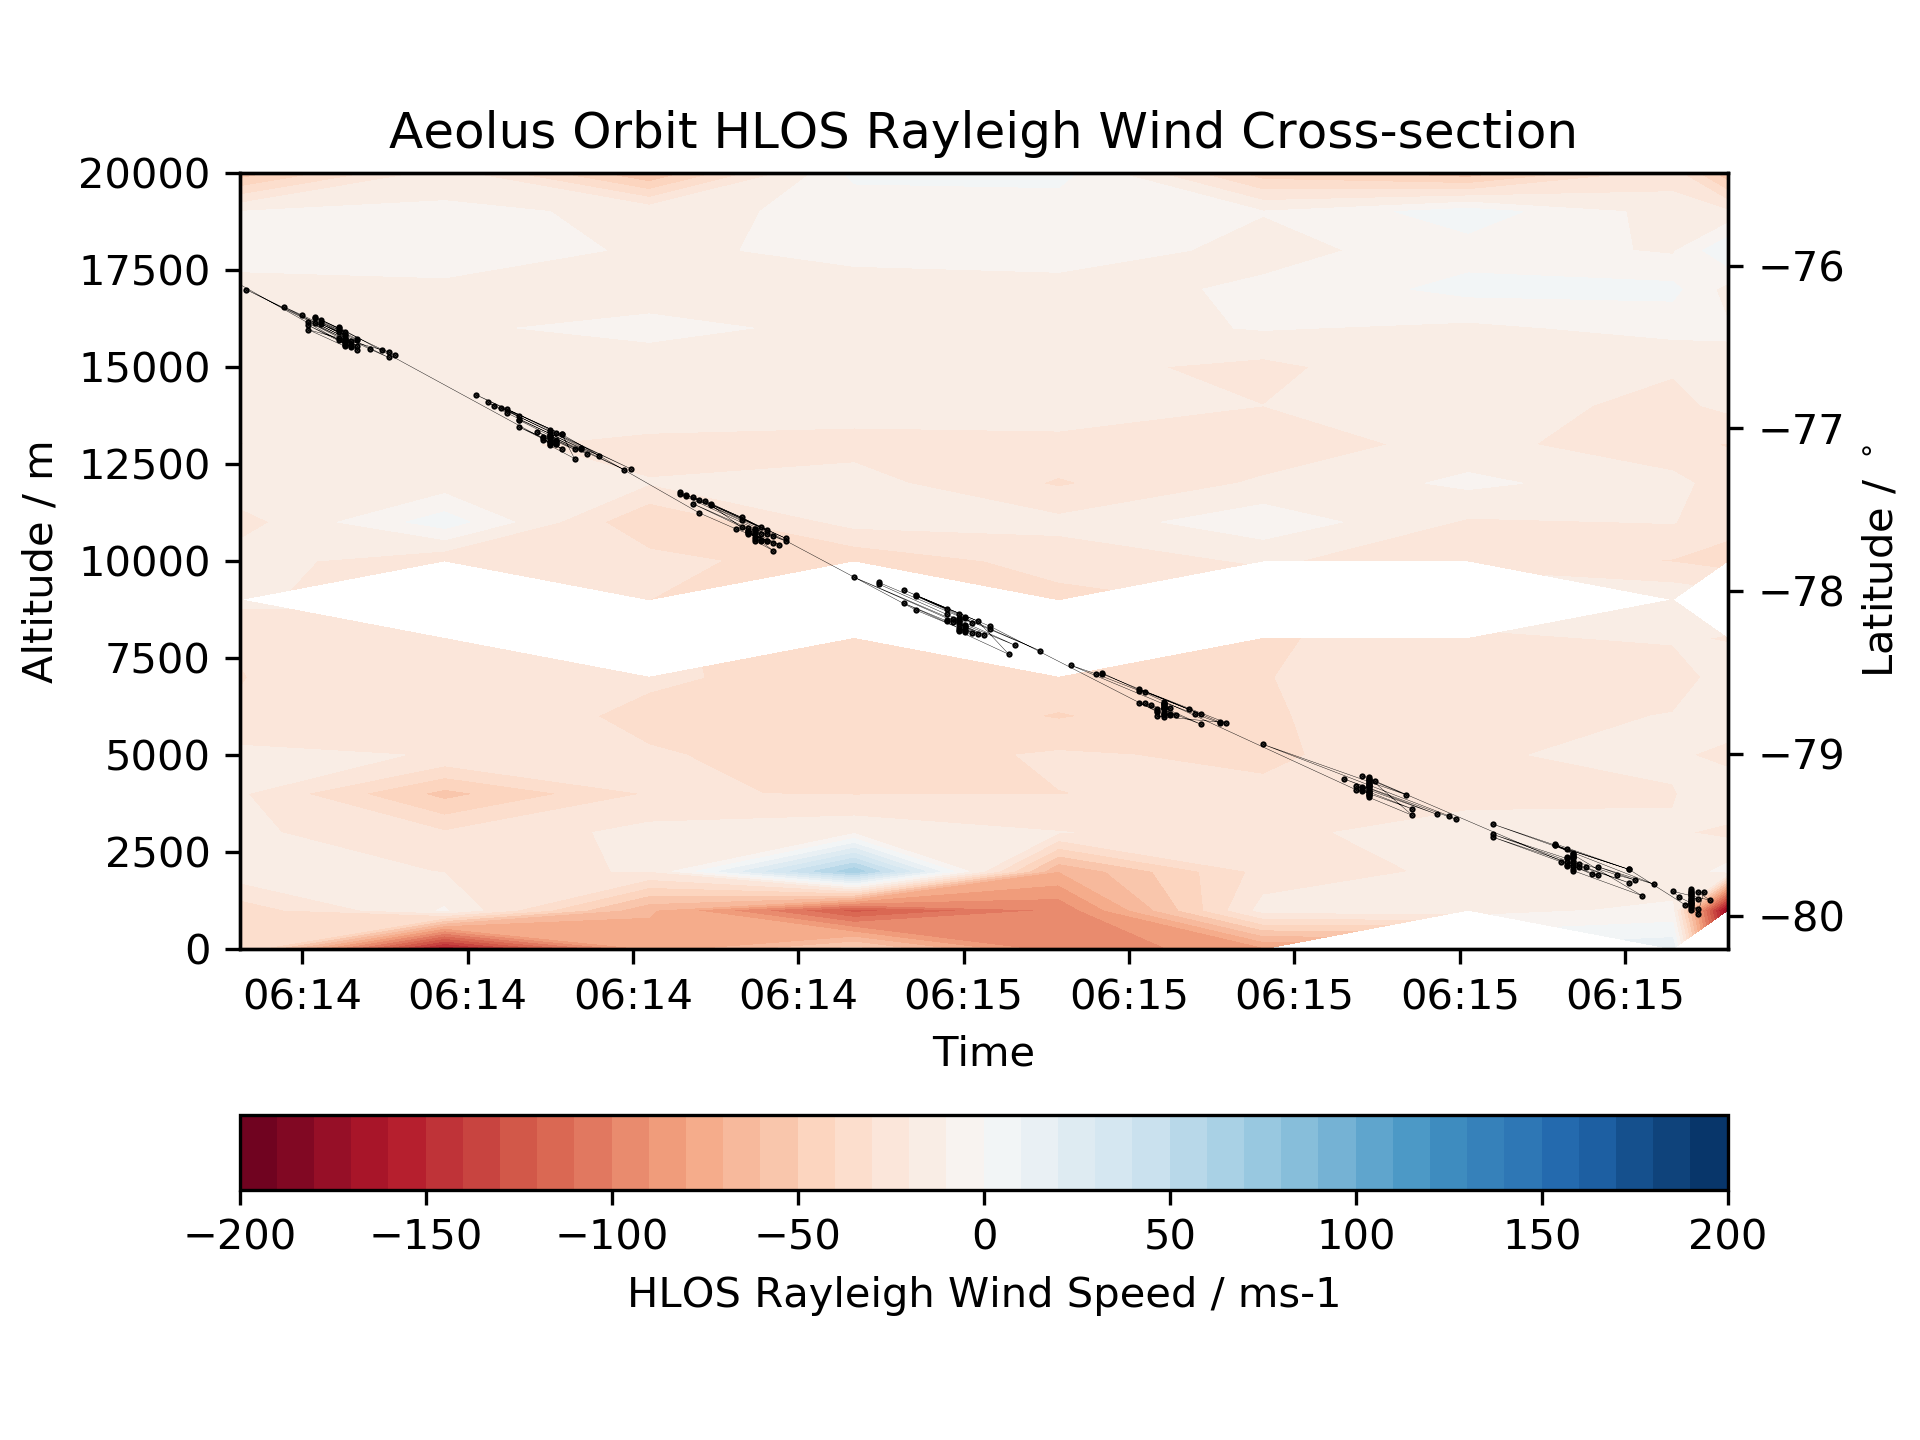 Aeolus Orbit HLOS Rayleigh Wind Cross-section
20000
17500
15000
12500
10000
7500
5000
2500
0
Altitude / m
−76
−77
−78
−79
−80
Latitude / °
06:14 06:14 06:14 06:14 06:15 06:15 06:15 06:15 06:15
Time
−200 −150 −100 −50 0 50 100 150 200
HLOS Rayleigh Wind Speed / ms-1